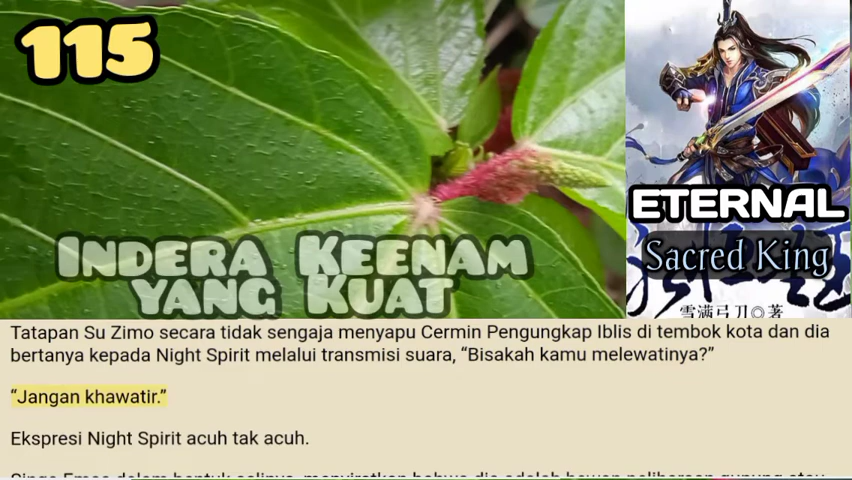 115
INDERA KEENAM
YANG KUAT
ETERNAL
Sacred King
雪满弓刀◎著
Tatapan Su Zimo secara tidak sengaja menyapu Cermin Pengungkap Iblis di tembok kota dan dia
bertanya kepada Night Spirit melalui transmisi suara, “Bisakah kamu melewatinya?”
“Jangan khawatir.”
Ekspresi Night Spirit acuh tak acuh.